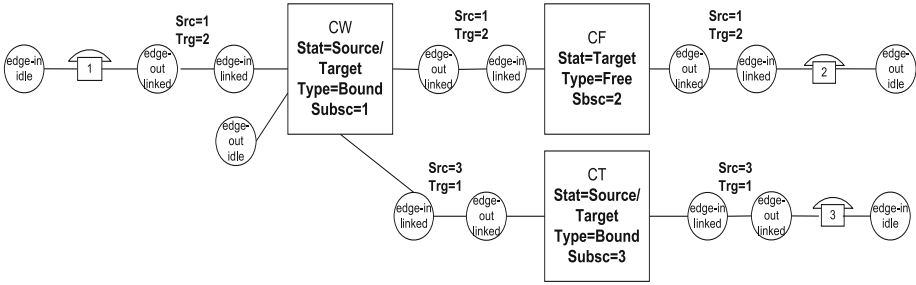 Src=1
Trg=2
edge-in
idle
1
edge-
out
linked
edge-in
linked
CW
Stat=Source/
Target
Type=Bound
Subsc=1
edge-
out
idle
Src=1
Trg=2
edge-
out
linked
edge-in
linked
CF
Stat=Target
Type=Free
Sbsc=2
Src=1
Trg=2
edge-
out
linked
edge-in
linked
2
edge-
out
idle
Src=3
Trg=1
edge-in
linked
edge-
out
linked
CT
Stat=Source/
Target
Type=Bound
Subsc=3
Src=3
Trg=1
edge-in
linked
edge-
out
linked
3
edge-in
idle